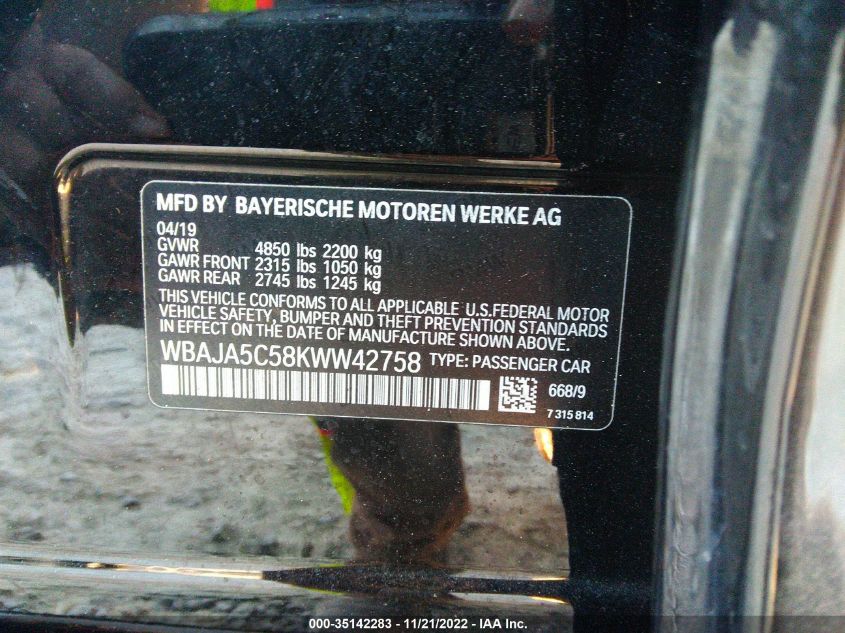 MFD BY BAYERISCHE MOTOREN WERKE AG
04/19
GVWR 4850 lbs 2200 kg
GAWR FRONT 2315 lbs 1050 kg
GAWR REAR 2745 lbs 1245 kg
THIS VEHICLE CONFORMS TO ALL APPLICABLE U.S.FEDERAL MOTOR
VEHICLE SAFETY, BUMPER AND THEFT PREVENTION STANDARDS
IN EFFECT ON THE DATE OF MANUFACTURE SHOWN ABOVE.
WBAJA5C58KWW42758 TYPE: PASSENGER CAR
668/9
7 315 814
000-35142283 - 11/21/2022 - IAA Inc.